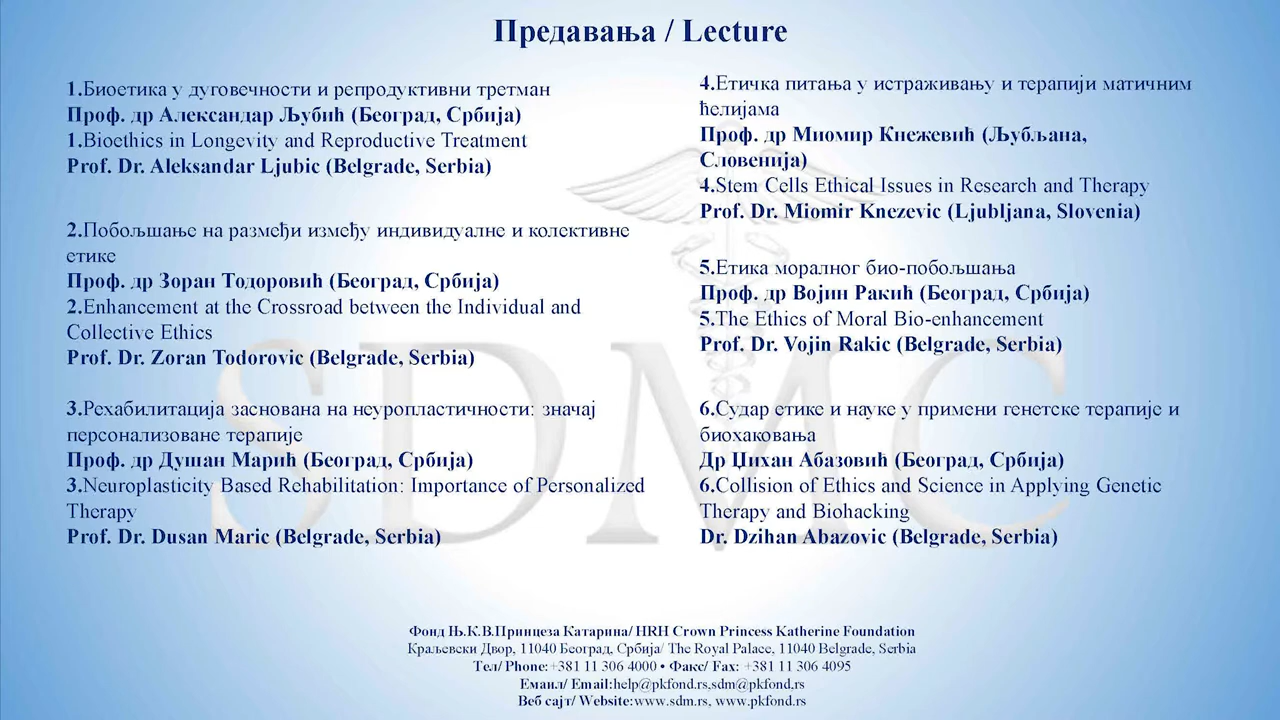 Предавања / Lecture
1.Биоетика у дуговечности и репродуктивни третман
Проф. др Александар Љубић (Београд, Србија)
1.Bioethics in Longevity and Reproductive Treatment
Prof. Dr. Aleksandar Ljubic (Belgrade, Serbia)
2.Побољшање на размеђи између индивидуалне и колективне
етике
Проф. др Зоран Тодоровић (Београд, Србија)
2.Enhancement at the Crossroad between the Individual and
Collective Ethics
Prof. Dr. Zoran Todorovic (Belgrade, Serbia)
3.Рехабилитација заснована на неуропластичности: значај
персонализоване терапије
Проф. др Душан Марић (Београд, Србија)
3.Neuroplasticity Based Rehabilitation: Importance of Personalized
Therapy
Prof. Dr. Dusan Maric (Belgrade, Serbia)
4.Етичка питања у истраживању и терапији матичним
ћелијама
Проф. др Миомир Кнежевић (Љубљана,
Словенија)
4.Stem Cells Ethical Issues in Research and Therapy
Prof. Dr. Miomir Knezevic (Ljubljana, Slovenia)
5.Етика моралног био-побољшања
Проф. др Војин Ракић (Београд, Србија)
5.The Ethics of Moral Bio-enhancement
Prof. Dr. Vojin Rakic (Belgrade, Serbia)
6.Судар етике и науке у примени генетске терапије и
биохаковања
Др Џихан Абазовић (Београд, Србија)
6.Collision of Ethics and Science in Applying Genetic
Therapy and Biohacking
Dr. Dzihan Abazovic (Belgrade, Serbia)
SDMC
Фонд Њ.К.В.Принцеза Катарина/ HRH Crown Princess Katherine Foundation
Краљевски Двор, 11040 Београд, Србија/ The Royal Palace, 11040 Belgrade, Serbia
Тел/ Phone:+381 11 306 4000 • Факс/ Fax: +381 11 306 4095
Емаил/ Email:help@pkfond.rs,sdm@pkfond,rs
Веб сајт/ Website:www.sdm.rs, www.pkfond.rs